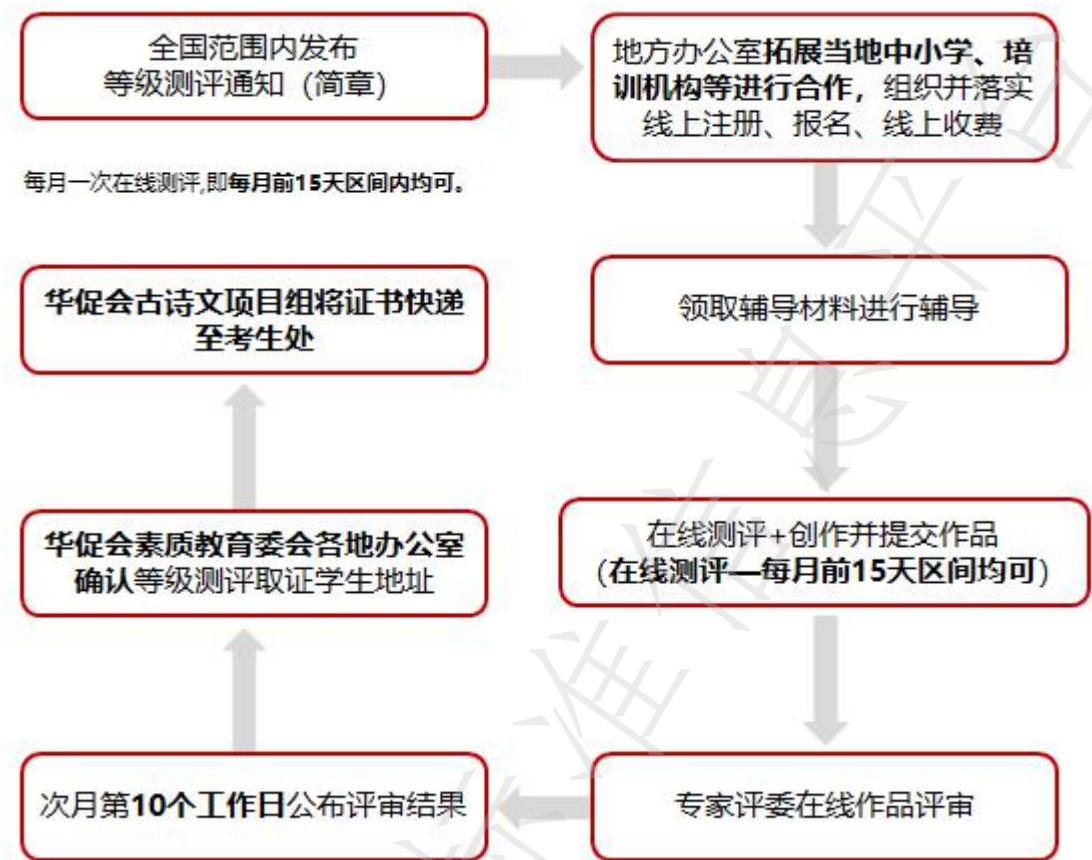 全国范围内发布
等级测评通知（简章）
地方办公室拓展当地中小学、培
训机构等进行合作，组织并落实
线上注册、报名、线上收费
每月一次在线测评,即每月前15天区间内均可。
领取辅导材料进行辅导
在线测评+创作并提交作品
（在线测评—每月前15天区间均可）
专家评委在线作品评审
次月第10个工作日公布评审结果
华促会素质教育委会各地办公室
确认等级测评取证学生地址
华促会古诗文项目组将证书快递
至考生处
准信息平台